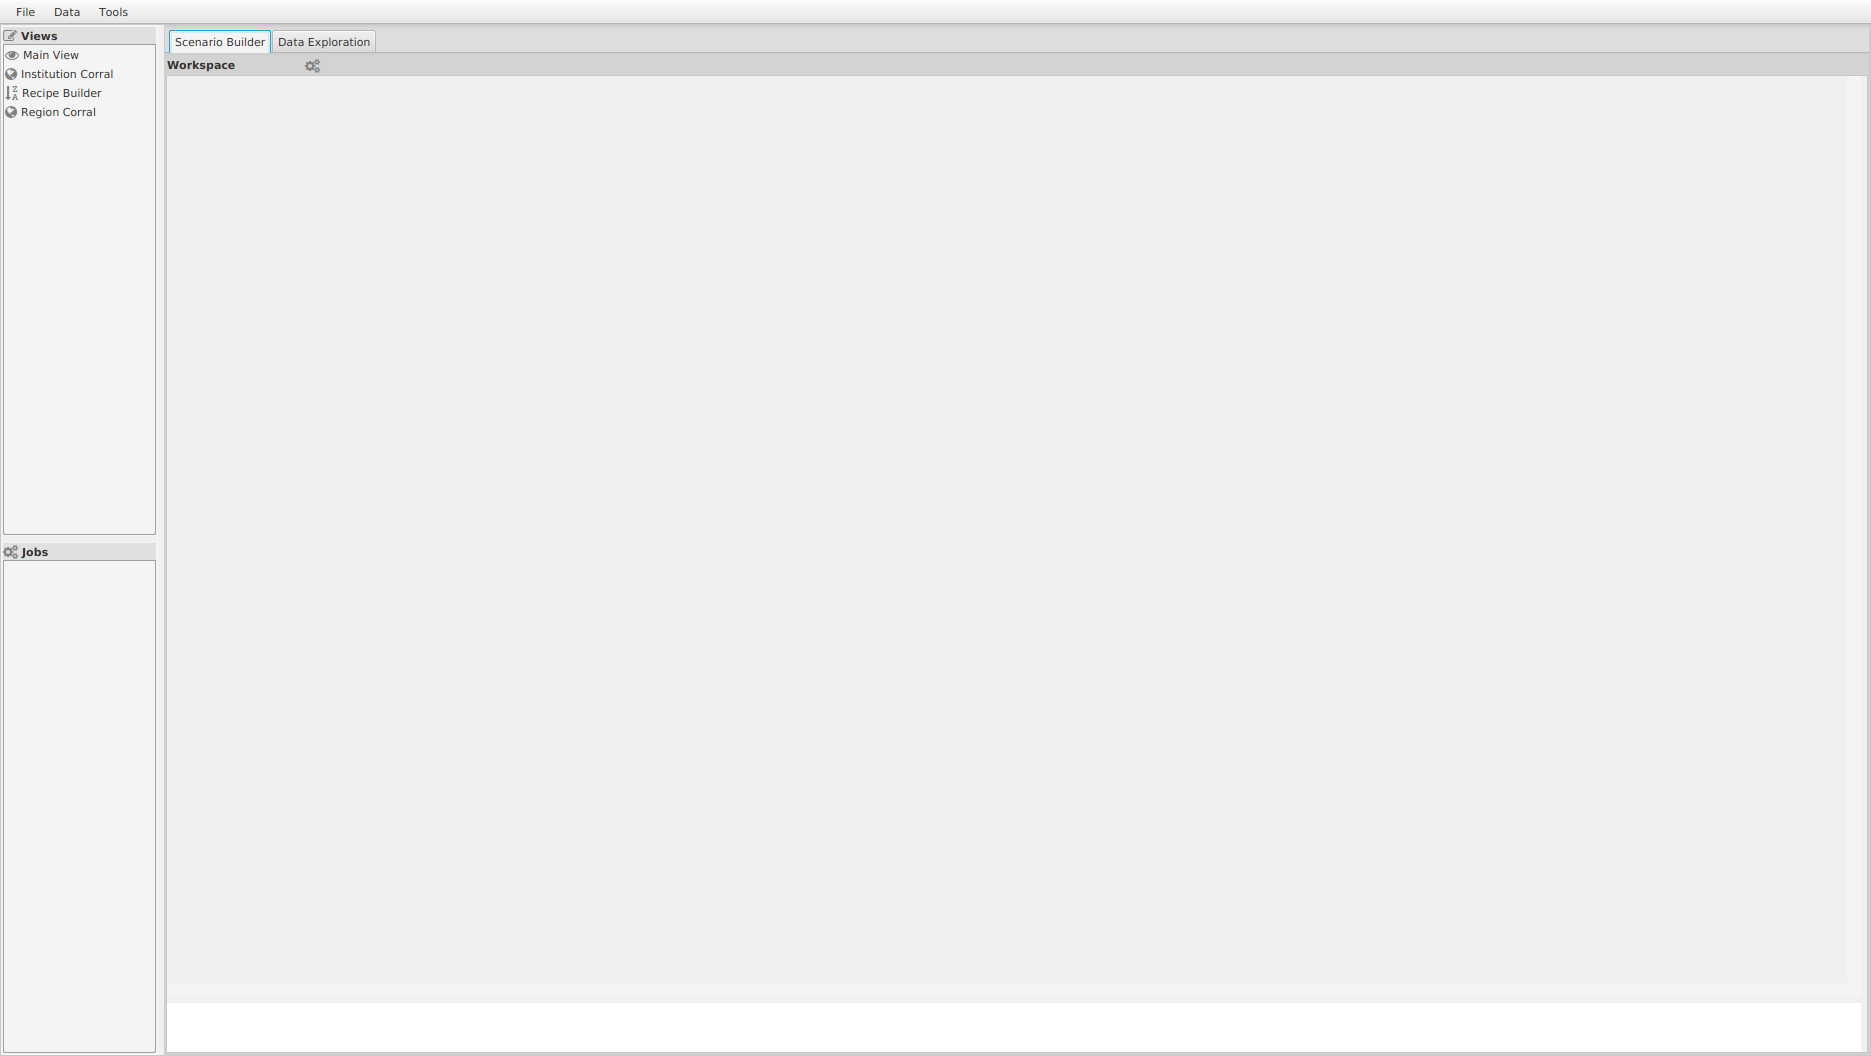 File Data Tools
Views
Main View
Institution Corral
Recipe Builder
Region Corral
Jobs
Scenario Builder Data Exploration
Workspace